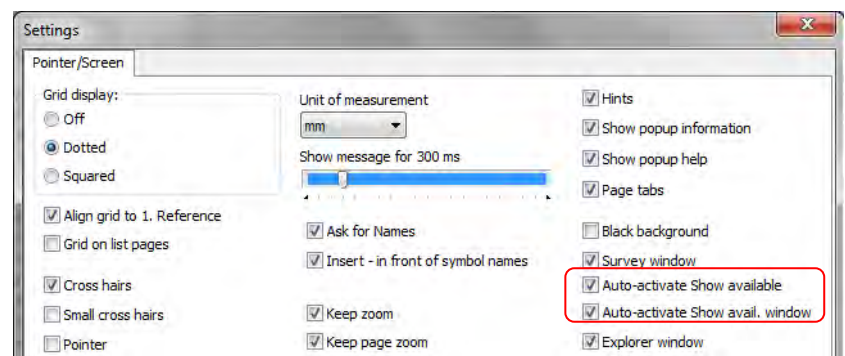 Settings
Pointer/Screen
Grid display:
Off
Dotted
Squared
Align grid to 1. Reference
Grid on list pages
Cross hairs
Small cross hairs
Pointer
Unit of measurement
mm
Show message for 300 ms
Ask for Names
Insert - in front of symbol names
Keep zoom
Keep page zoom
Hints
Show popup information
Show popup help
Page tabs
Black background
Survey window
Auto-activate Show available
Auto-activate Show avail. window
Explorer window